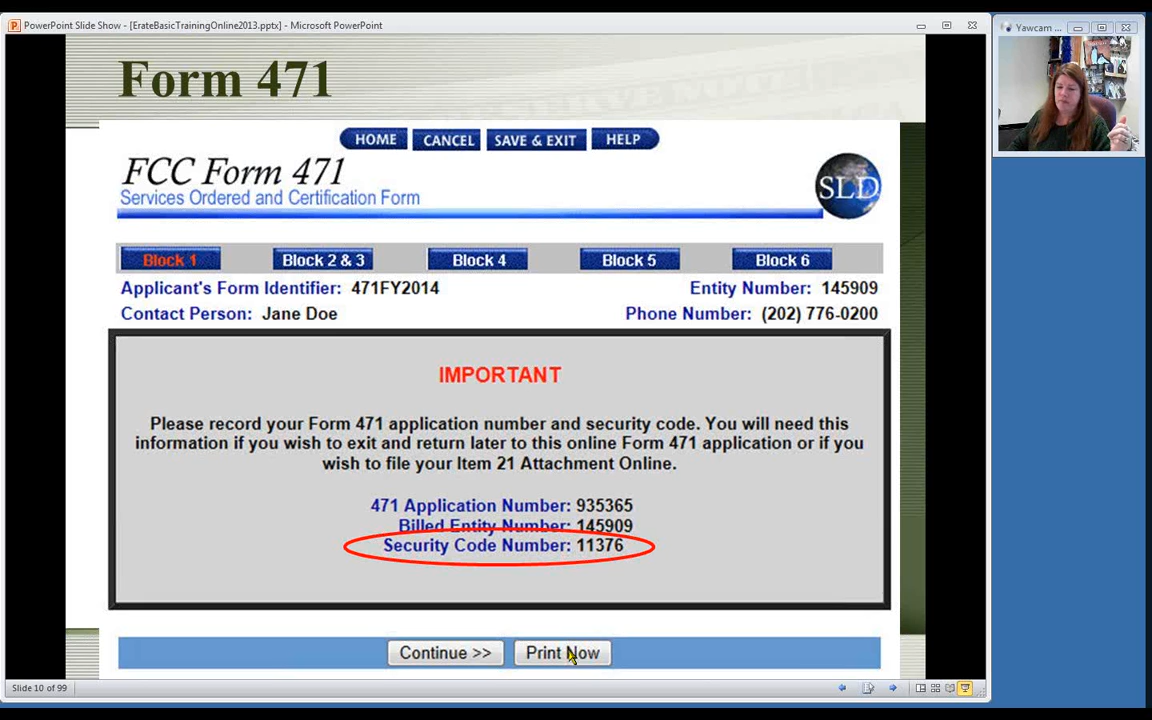 PowerPoint Slide Show - [ErateBasicTrainingOnline2013.pptx] - Microsoft PowerPoint
Yawcam ...
Form 471
HOME CANCEL SAVE & EXIT HELP
FCC Form 471
Services Ordered and Certification Form
SLD
Block 1 Block 2 & 3 Block 4 Block 5 Block 6
Applicant's Form Identifier: 471FY2014 Entity Number: 145909
Contact Person: Jane Doe Phone Number: (202) 776-0200
IMPORTANT
Please record your Form 471 application number and security code. You will need this
information if you wish to exit and return later to this online Form 471 application or if you
wish to file your Item 21 Attachment Online.
471 Application Number: 935365
Billed Entity Number: 145909
Security Code Number: 11376
Continue >> Print Now
Slide 10 of 99